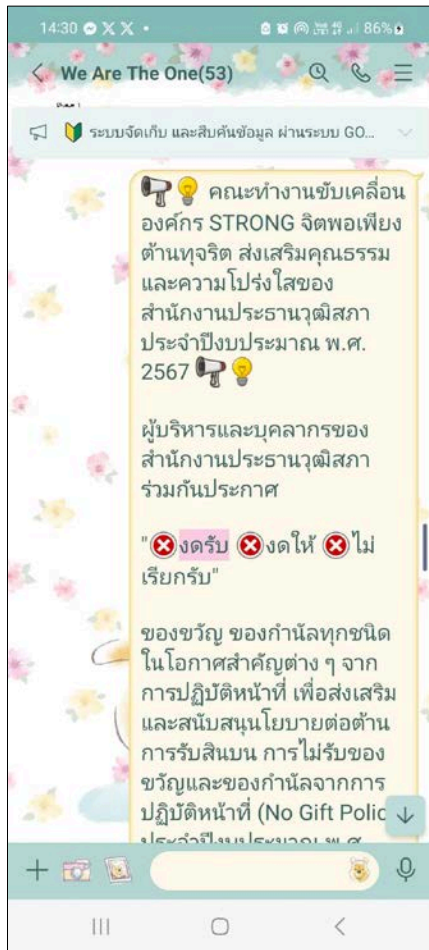 14:30
86%
We Are The One(53)
ระบบจัดเก็บ และสืบค้นข้อมูล ผ่านระบบ GO...
คณะทำงานขับเคลื่อน
องค์กร STRONG จิตพอเพียง
ต้านทุจริต ส่งเสริมคุณธรรม
และความโปร่งใสของ
สำนักงานประธานวุฒิสภา
ประจำปีงบประมาณ พ.ศ.
2567
ผู้บริหารและบุคลากรของ
สำนักงานประธานวุฒิสภา
ร่วมกันประกาศ
"❌งดรับ ❌งดให้ ❌ไม่
เรียกรับ"
ของขวัญ ของกำนัลทุกชนิด
ในโอกาสสำคัญต่าง ๆ จาก
การปฏิบัติหน้าที่ เพื่อส่งเสริม
และสนับสนุนนโยบายต่อต้าน
การรับสินบน การไม่รับของ
ขวัญและของกำนัลจากการ
ปฏิบัติหน้าที่ (No Gift Polic
ประจำปีงบประมาณ พ.ศ.